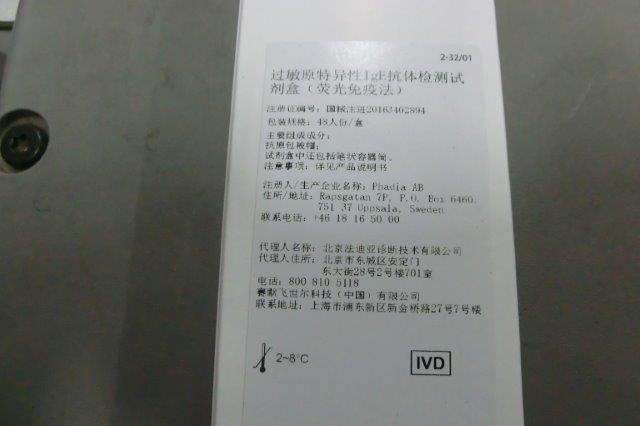 2-32/01
过敏原特异性IgE抗体检测试
剂盒（荧光免疫法）
注册证编号：国械注进20163402894
包装规格：48人份/盒
主要组成成分：
抗原包被帽；
试剂盒中还包括笔状容器筒。
注意事项：详见产品说明书
注册人/生产企业名称：Phadia AB
住所/地址：Rapsgatan 7P, P.O. Box 6460,
751 37 Uppsala, Sweden
联系电话：+46 18 16 50 00
代理人名称：北京法迪亚诊断技术有限公司
代理人住所：北京市东城区安定门
东大街28号2号楼701室
电话：800 810 5118
赛默飞世尔科技（中国）有限公司
联系地址：上海市浦东新区新金桥路27号7号楼
2~8°C
IVD